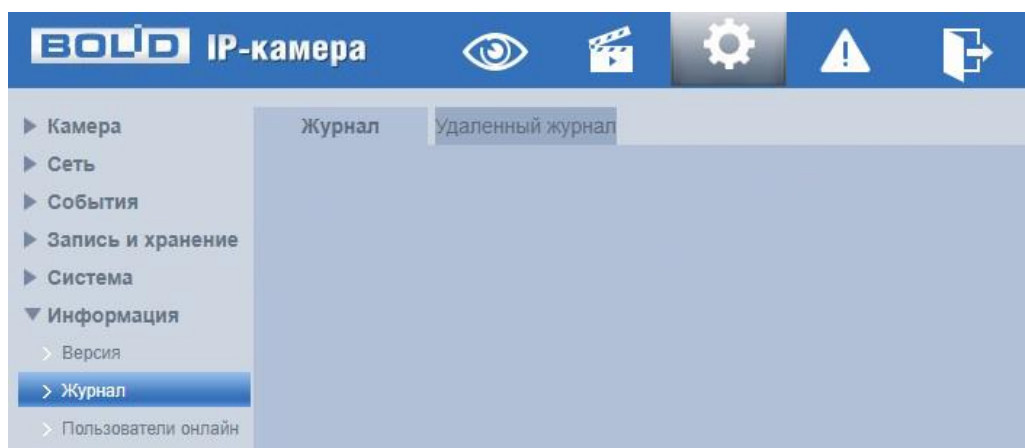 BOLID IP-камера
Камера
Журнал
Удаленный журнал
Сеть
События
Запись и хранение
Система
Информация
Версия
Журнал
Пользователи онлайн